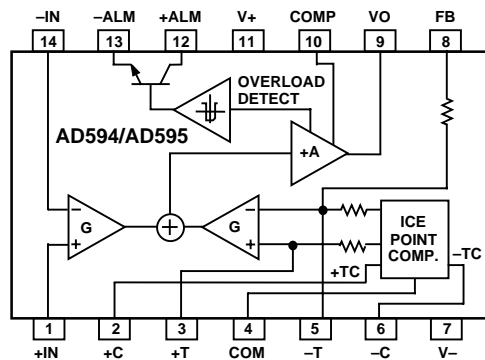 –IN –ALM +ALM V+ COMP VO FB
14 13 12 11 10 9 8
OVERLOAD
DETECT
AD594/AD595
+A
– –
G G
+ +
ICE
POINT
COMP.
–TC
+TC
1 2 3 4 5 6 7
+IN +C +T COM –T –C V–